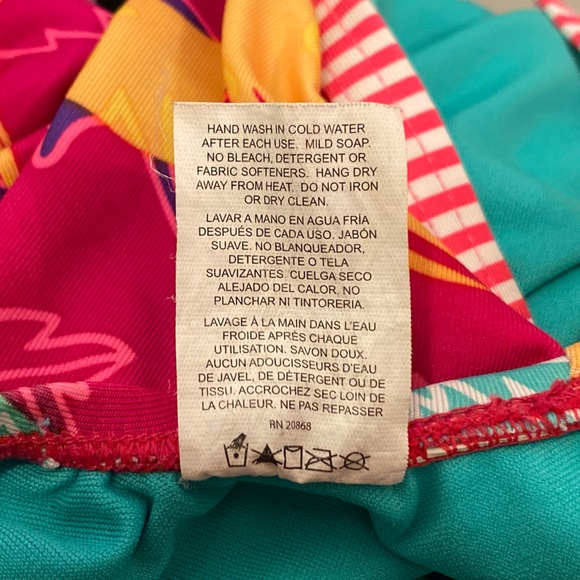 HAND WASH IN COLD WATER
AFTER EACH USE. MILD SOAP.
NO BLEACH, DETERGENT OR
FABRIC SOFTENERS. HANG DRY
AWAY FROM HEAT. DO NOT IRON
OR DRY CLEAN.
LAVAR A MANO EN AGUA FRÍA
DESPUÉS DE CADA USO. JABÓN
SUAVE. NO BLANQUEADOR,
DETERGENTE O TELA
SUAVIZANTES. CUELGA SECO
ALEJADO DEL CALOR. NO
PLANCHAR NI TINTORERIA.
LAVAGE À LA MAIN DANS L'EAU
FROIDE APRÉS CHAQUE
UTILISATION. SAVON DOUX.
AUCUN ADOUCISSEURS D'EAU
DE JAVEL, DE DÉTERGENT OU DE
TISSU. ACCROCHEZ SEC LOIN DE
LA CHALEUR. NE PAS REPASSER
RN 20868